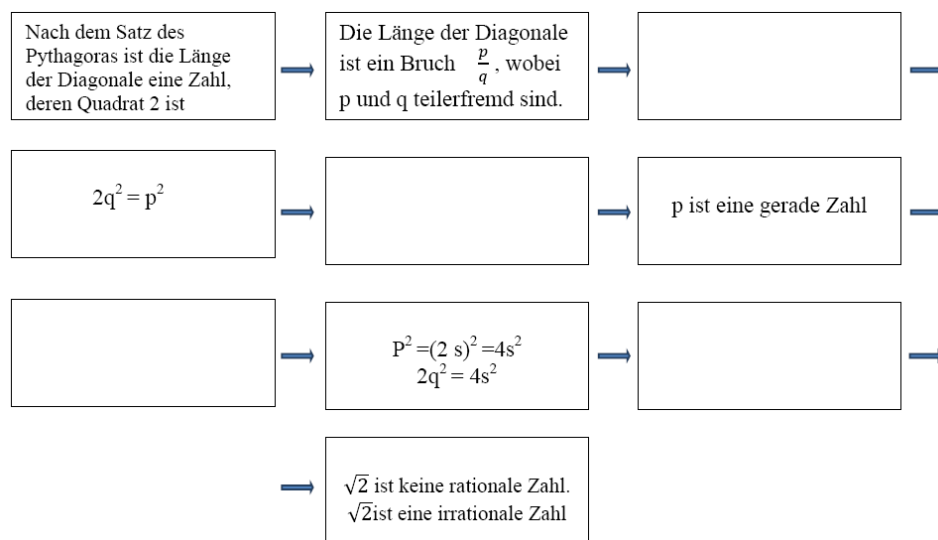 Nach dem Satz des
Pythagoras ist die Länge
der Diagonale eine Zahl,
deren Quadrat 2 ist
Die Länge der Diagonale
ist ein Bruch p/q, wobei
p und q teilerfremd sind.
2q² = p²
p ist eine gerade Zahl
P² =(2 s)² =4s²
2q² = 4s²
√2 ist keine rationale Zahl.
√2ist eine irrationale Zahl